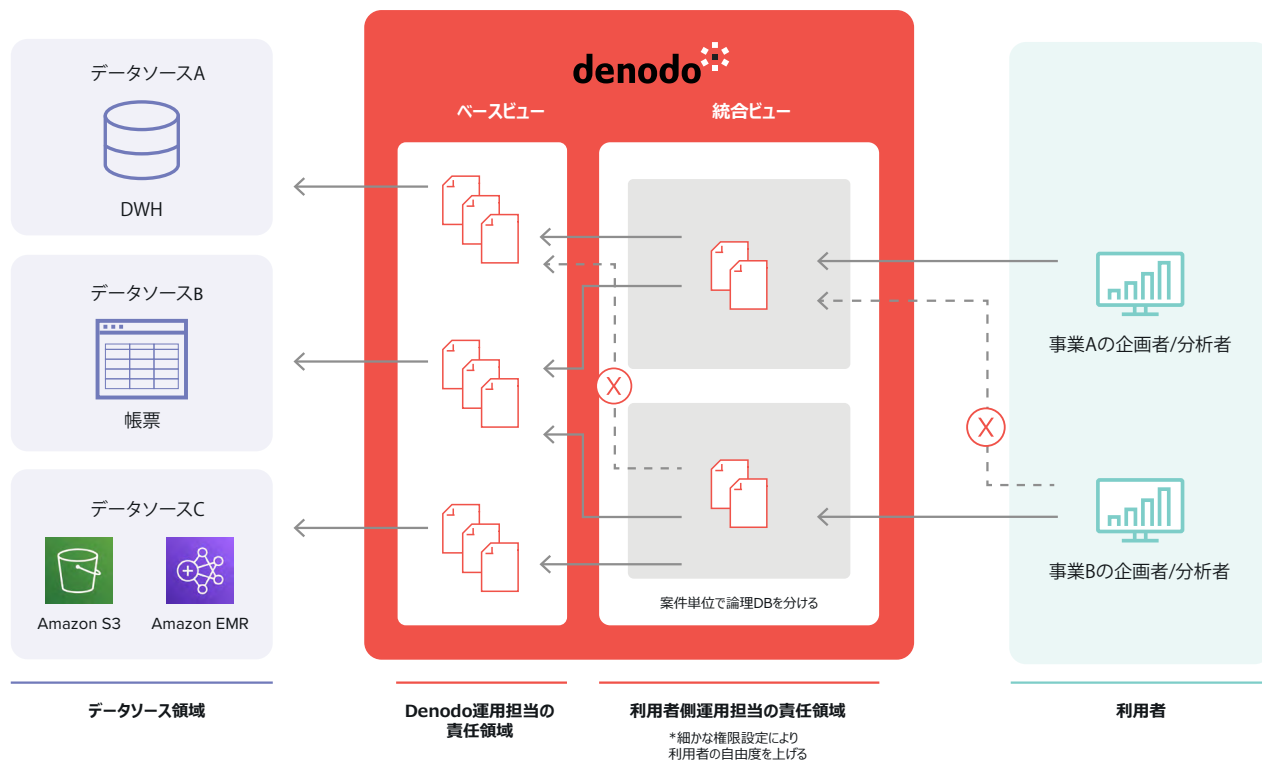 データソースA
DWH
データソースB
帳票
データソースC
Amazon S3
Amazon EMR
データソース領域
denodo
ベースビュー
統合ビュー
X
案件単位で論理DBを分ける
Denodo運用担当の
責任領域
利用者側運用担当の責任領域
*細かな権限設定により
利用者の自由度を上げる
X
事業Aの企画者/分析者
事業Bの企画者/分析者
利用者